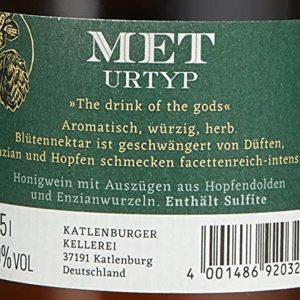 MET
URTYP
»The drink of the gods«
Aromatisch, würzig, herb.
Blütennektar ist geschwängert von Düften,
nzian und Hopfen schmecken facettenreich-intens
Honigwein mit Auszügen aus Hopfendolden
und Enzianwurzeln. Enthält Sulfite
5 l
% VOL
KATLENBURGER
KELLEREI
37191 Katlenburg
Deutschland
4 001486 92032